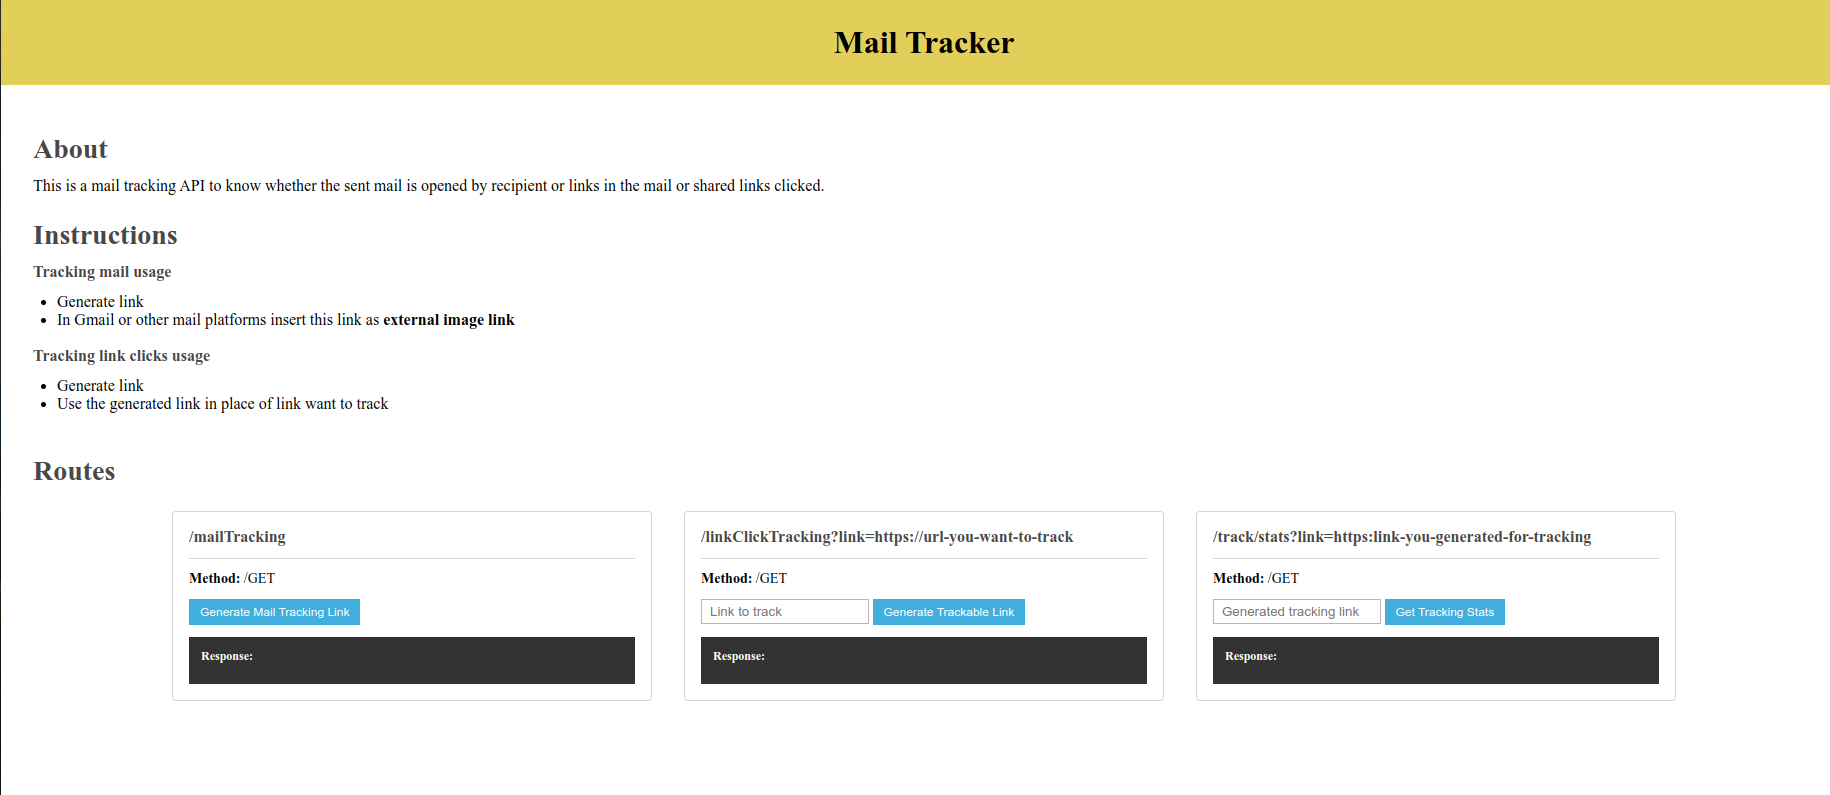 Mail Tracker
About
This is a mail tracking API to know whether the sent mail is opened by recipient or links in the mail or shared links clicked.
Instructions
Tracking mail usage
Generate link
In Gmail or other mail platforms insert this link as external image link
Tracking link clicks usage
Generate link
Use the generated link in place of link want to track
Routes
/mailTracking
Method: /GET
Generate Mail Tracking Link
Response:
/linkClickTracking?link=https://url-you-want-to-track
Method: /GET
Link to track Generate Trackable Link
Response:
/track/stats?link=https:link-you-generated-for-tracking
Method: /GET
Generated tracking link Get Tracking Stats
Response: